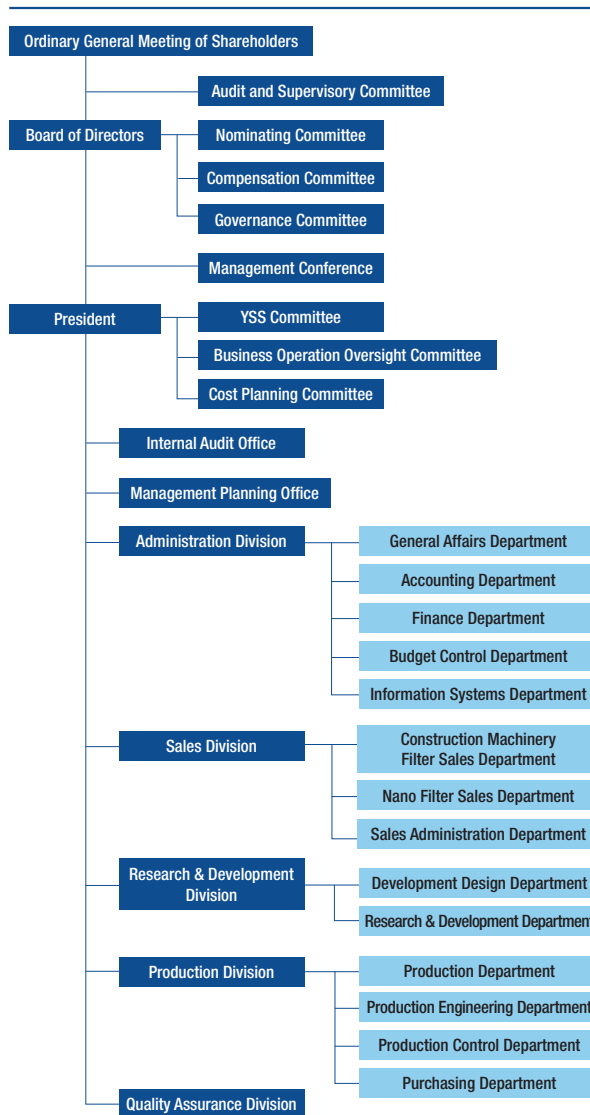 Ordinary General Meeting of Shareholders
Audit and Supervisory Committee
Board of Directors
Nominating Committee
Compensation Committee
Governance Committee
Management Conference
President
YSS Committee
Business Operation Oversight Committee
Cost Planning Committee
Internal Audit Office
Management Planning Office
Administration Division
General Affairs Department
Accounting Department
Finance Department
Budget Control Department
Information Systems Department
Sales Division
Construction Machinery
Filter Sales Department
Nano Filter Sales Department
Sales Administration Department
Research & Development
Division
Development Design Department
Research & Development Department
Production Division
Production Department
Production Engineering Department
Production Control Department
Purchasing Department
Quality Assurance Division